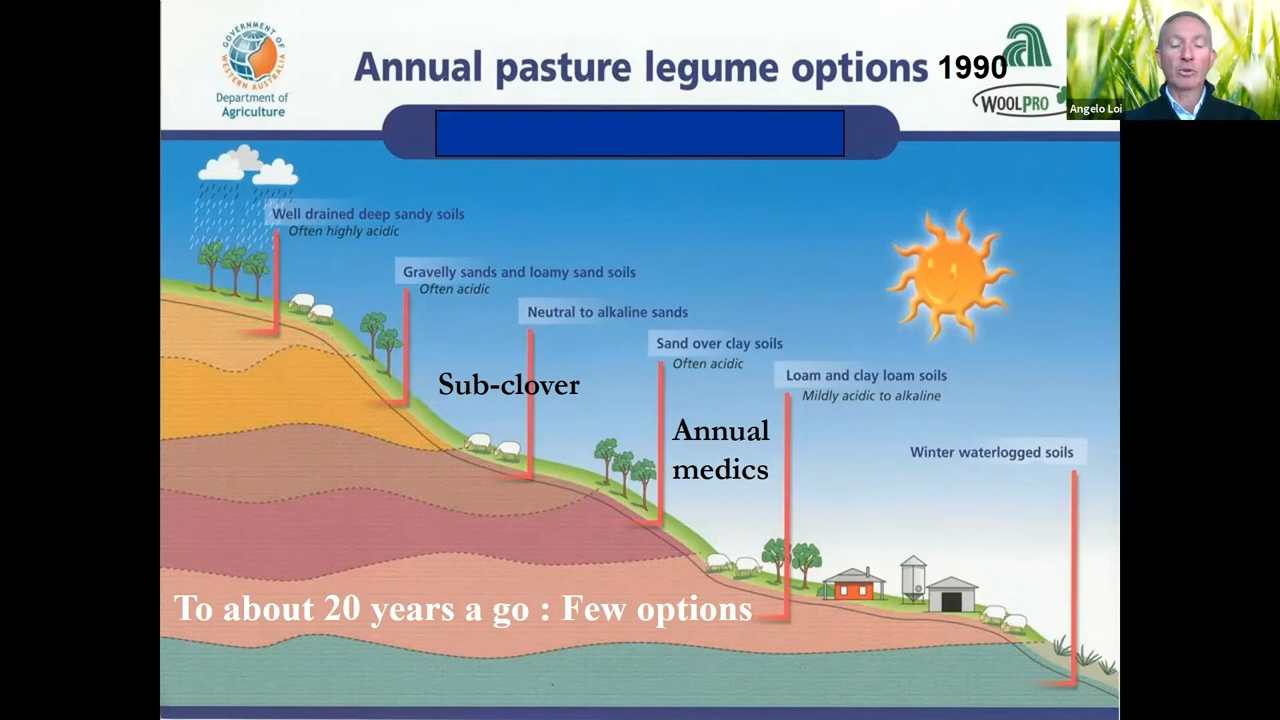 GOVERNMENT OF WESTERN AUSTRALIA
Department of
Agriculture
Annual pasture legume options 1990
WOOLPRO
Angelo Loi
Well drained deep sandy soils
Often highly acidic
Gravelly sands and loamy sand soils
Often acidic
Neutral to alkaline sands
Sand over clay soils
Often acidic
Loam and clay loam soils
Mildly acidic to alkaline
Sub-clover
Annual
medics
Winter waterlogged soils
To about 20 years a go : Few options